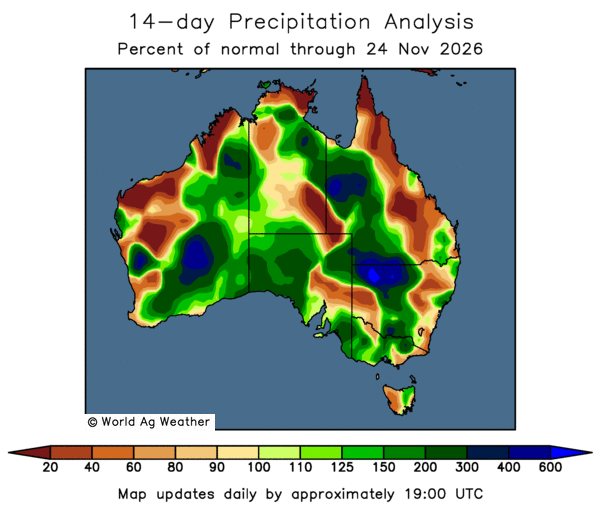 14-day Precipitation Analysis
Percent of normal through 24 Nov 2026
© World Ag Weather
20 40 60 80 90 100 110 125 150 200 300 400 600
Map updates daily by approximately 19:00 UTC